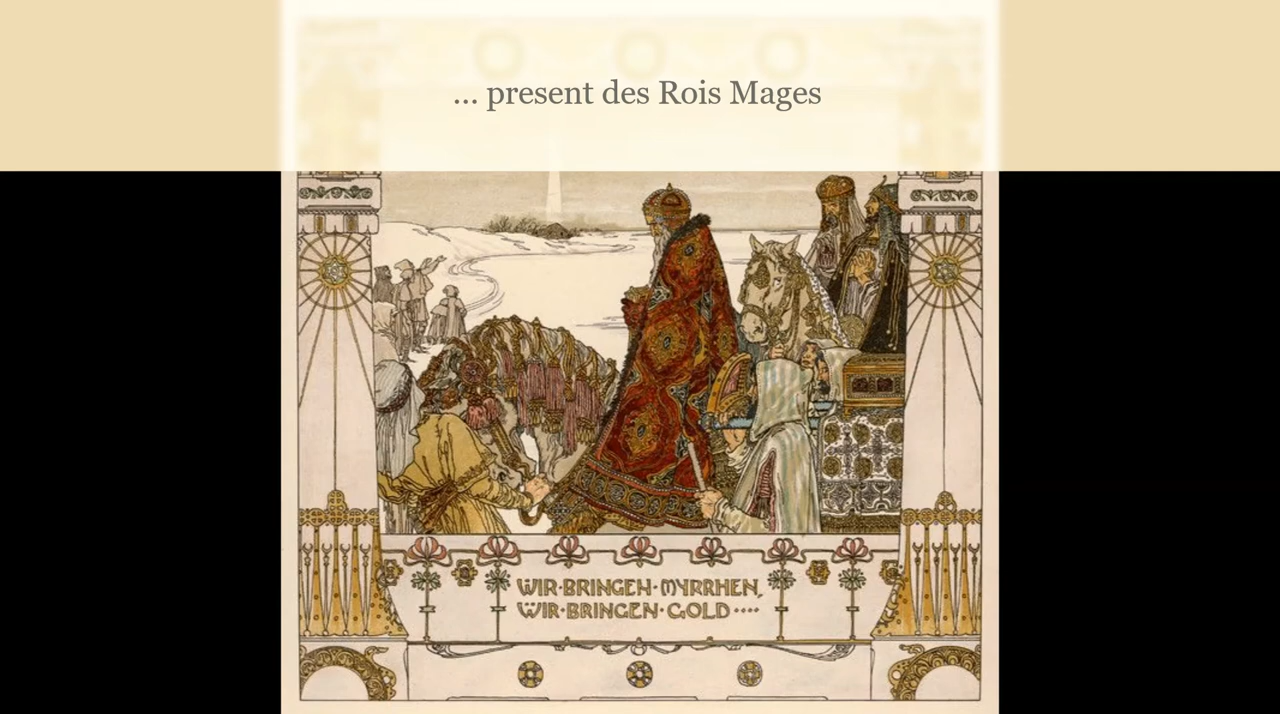 ... present des Rois Mages
WIR·BRINGEN·MYRRHEN,
WIR·BRINGEN·GOLD····